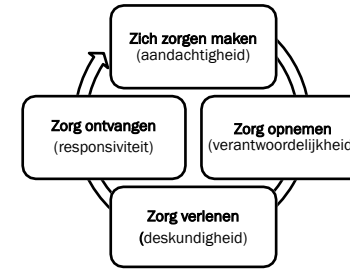 Zich zorgen maken
(aandachtigheid)
Zorg ontvangen
(responsiviteit)
Zorg opnemen
(verantwoordelijkheid
Zorg verlenen
(deskundigheid)